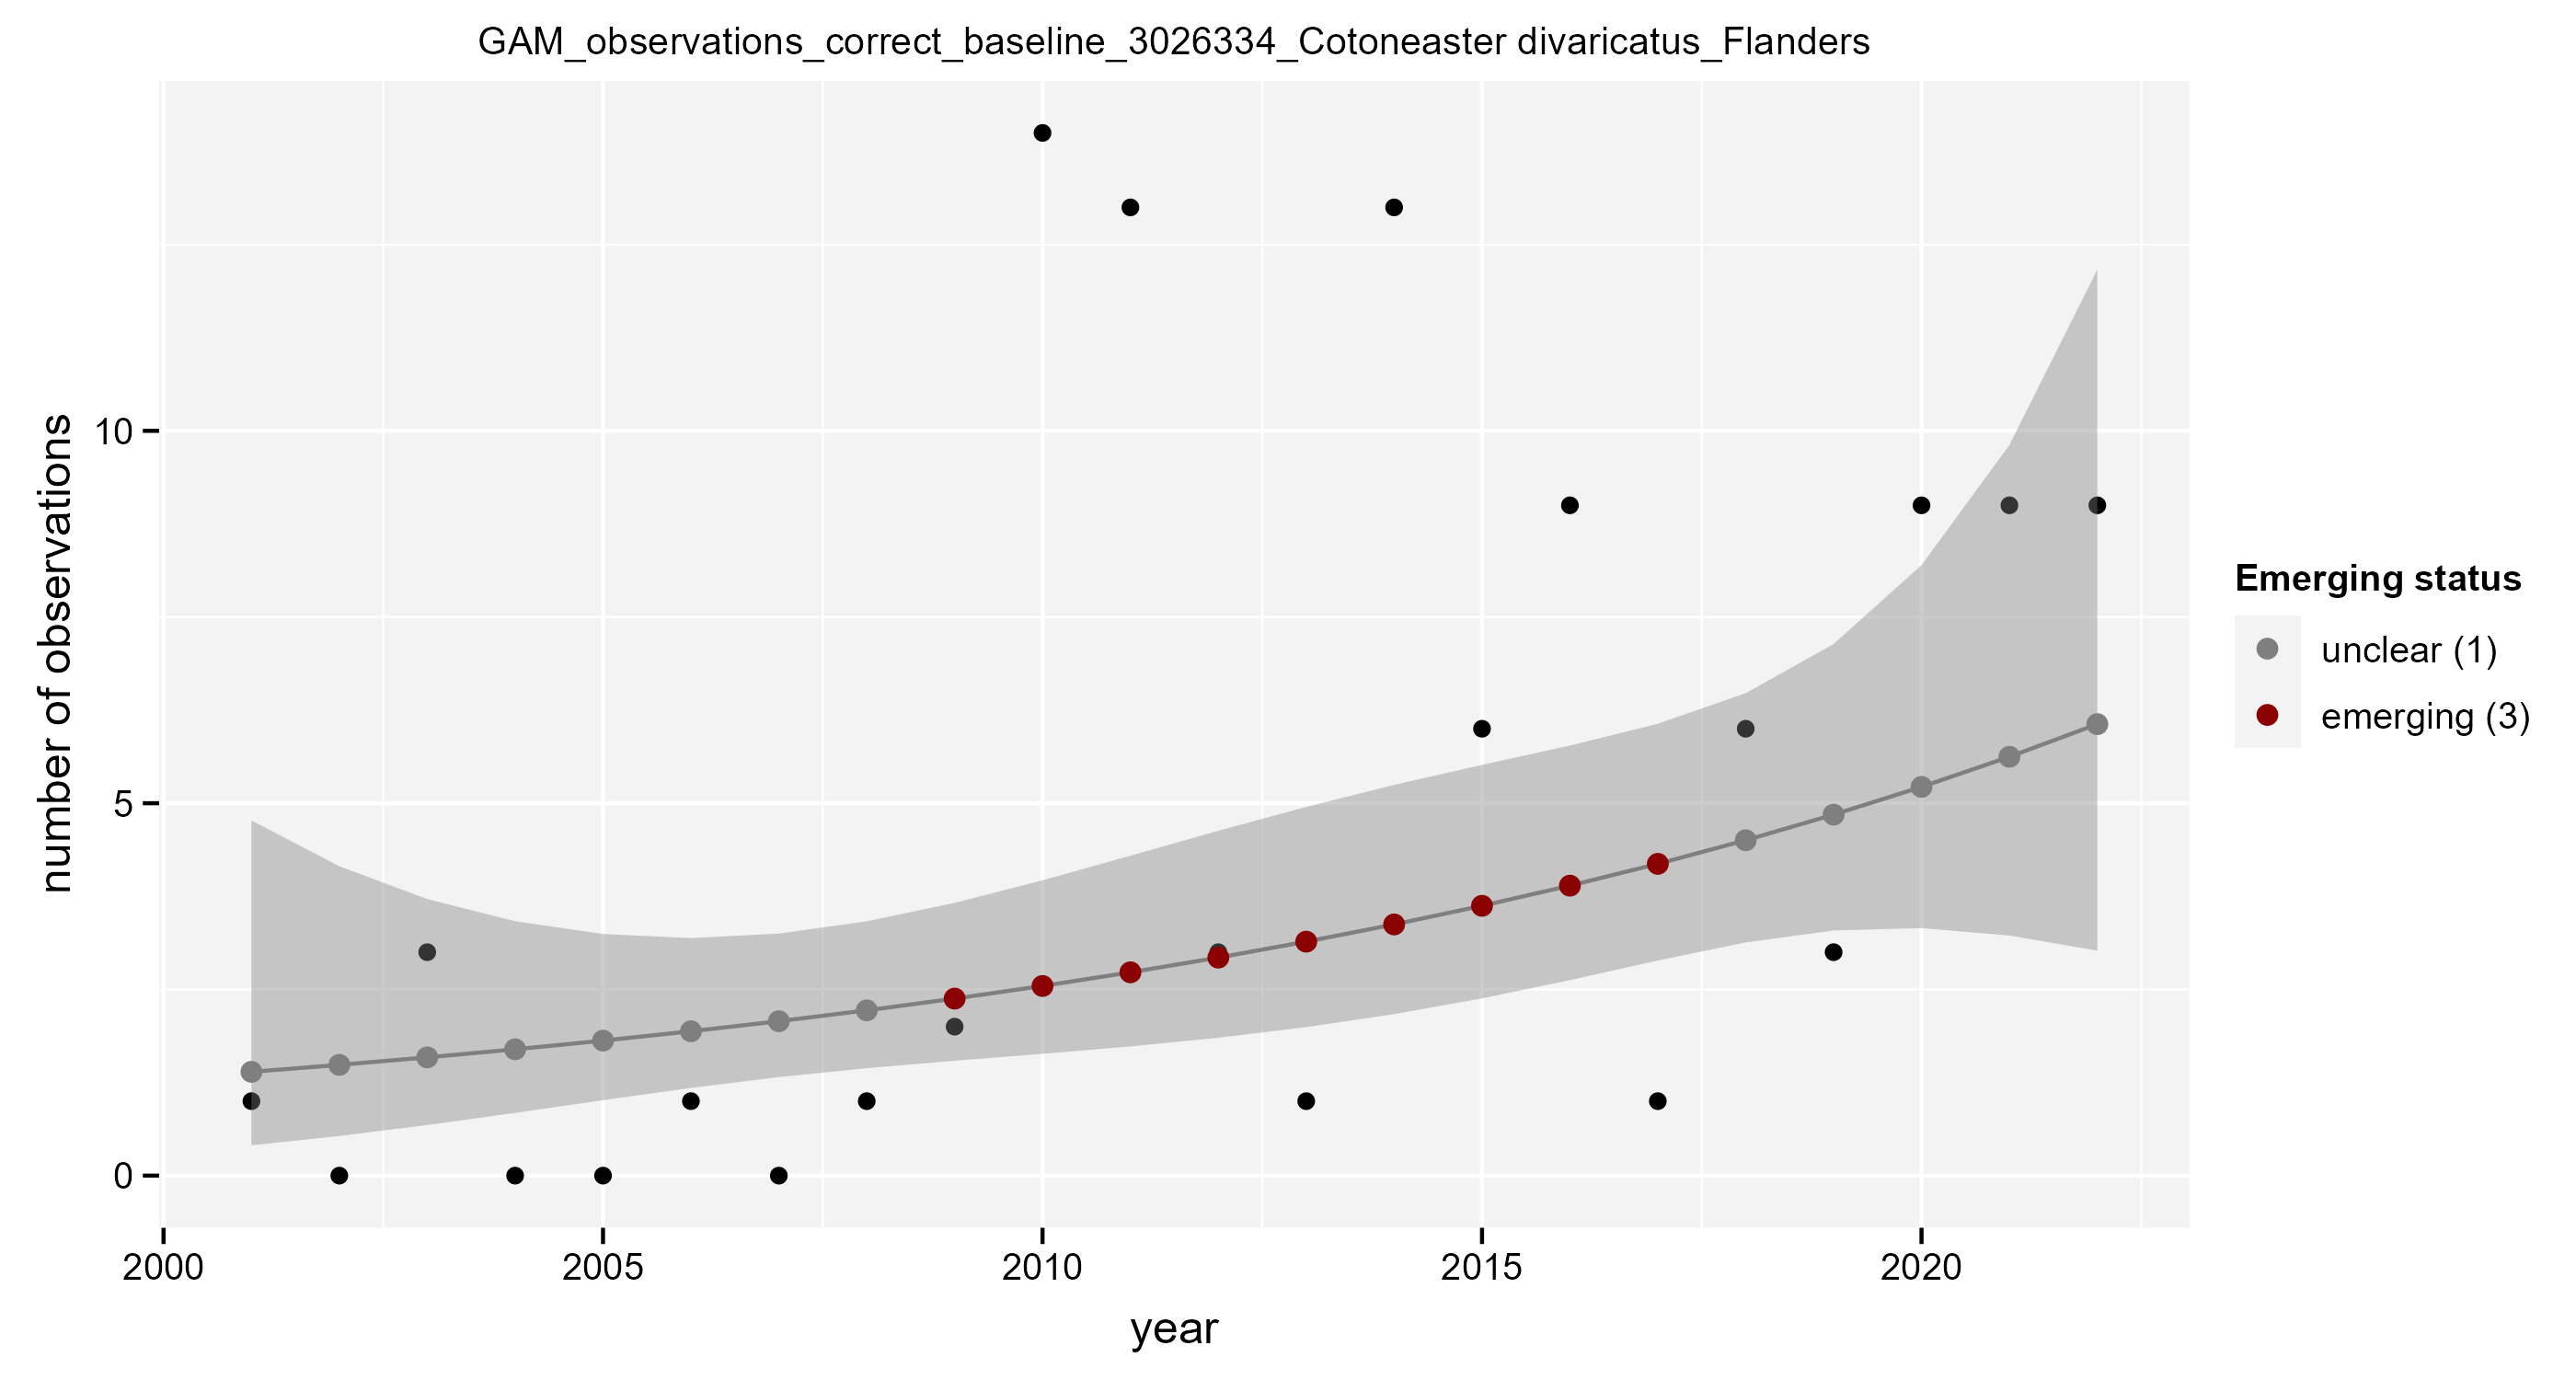 GAM_observations_correct_baseline_3026334_Cotoneaster divaricatus_Flanders
number of observations
10
5
0
2000
2005
2010
2015
2020
year
Emerging status
unclear (1)
emerging (3)